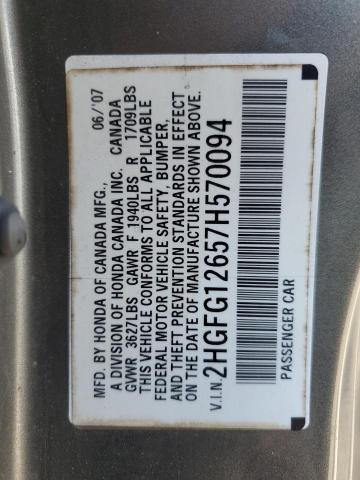 MFD. BY HONDA OF CANADA MFG., 06/'07
A DIVISION OF HONDA CANADA INC. CANADA
GVWR 3627LBS GAWR F 1940LBS R 1709LBS
THIS VEHICLE CONFORMS TO ALL APPLICABLE
FEDERAL MOTOR VEHICLE SAFETY, BUMPER,
AND THEFT PREVENTION STANDARDS IN EFFECT
ON THE DATE OF MANUFACTURE SHOWN ABOVE.
V.I.N. 2HGFG12657H570094
PASSENGER CAR